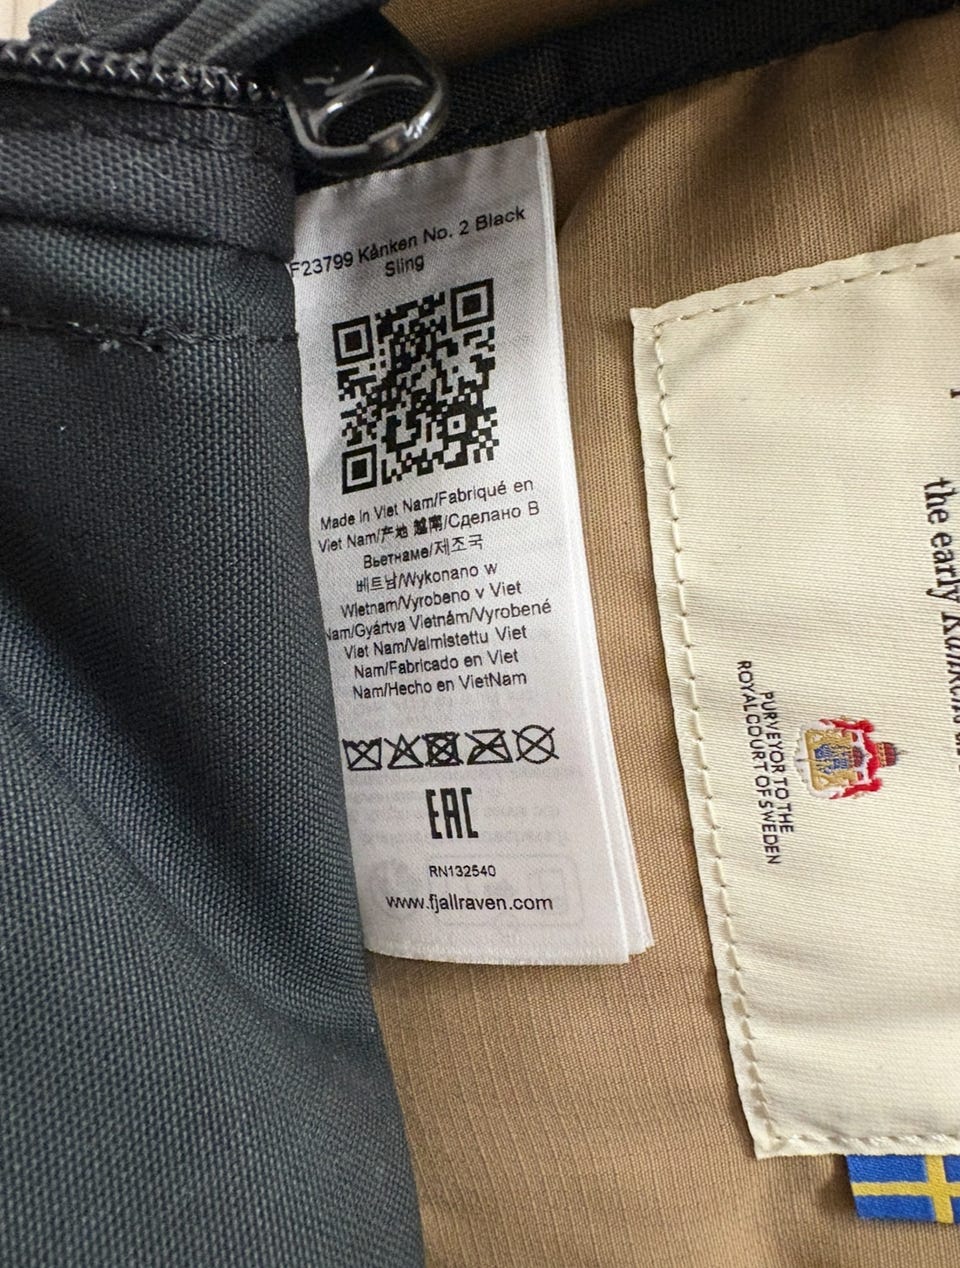 F23799 Kånken No. 2 Black
Sling
Made in Viet Nam/Fabriqué en
Viet Nam/产地 越南/Сделано В
Вьетнаме/제조국
베트남/Wykonano w
Wietnam/Vyrobeno v Viet
Nam/Gyártva Vietnám/Vyrobené
Viet Nam/Valmistettu Viet
Nam/Fabricado en Viet
Nam/Hecho en VietNam
EAC
RN132540
www.fjallraven.com
the early
PURVEYOR TO THE
ROYAL COURT OF SWEDEN